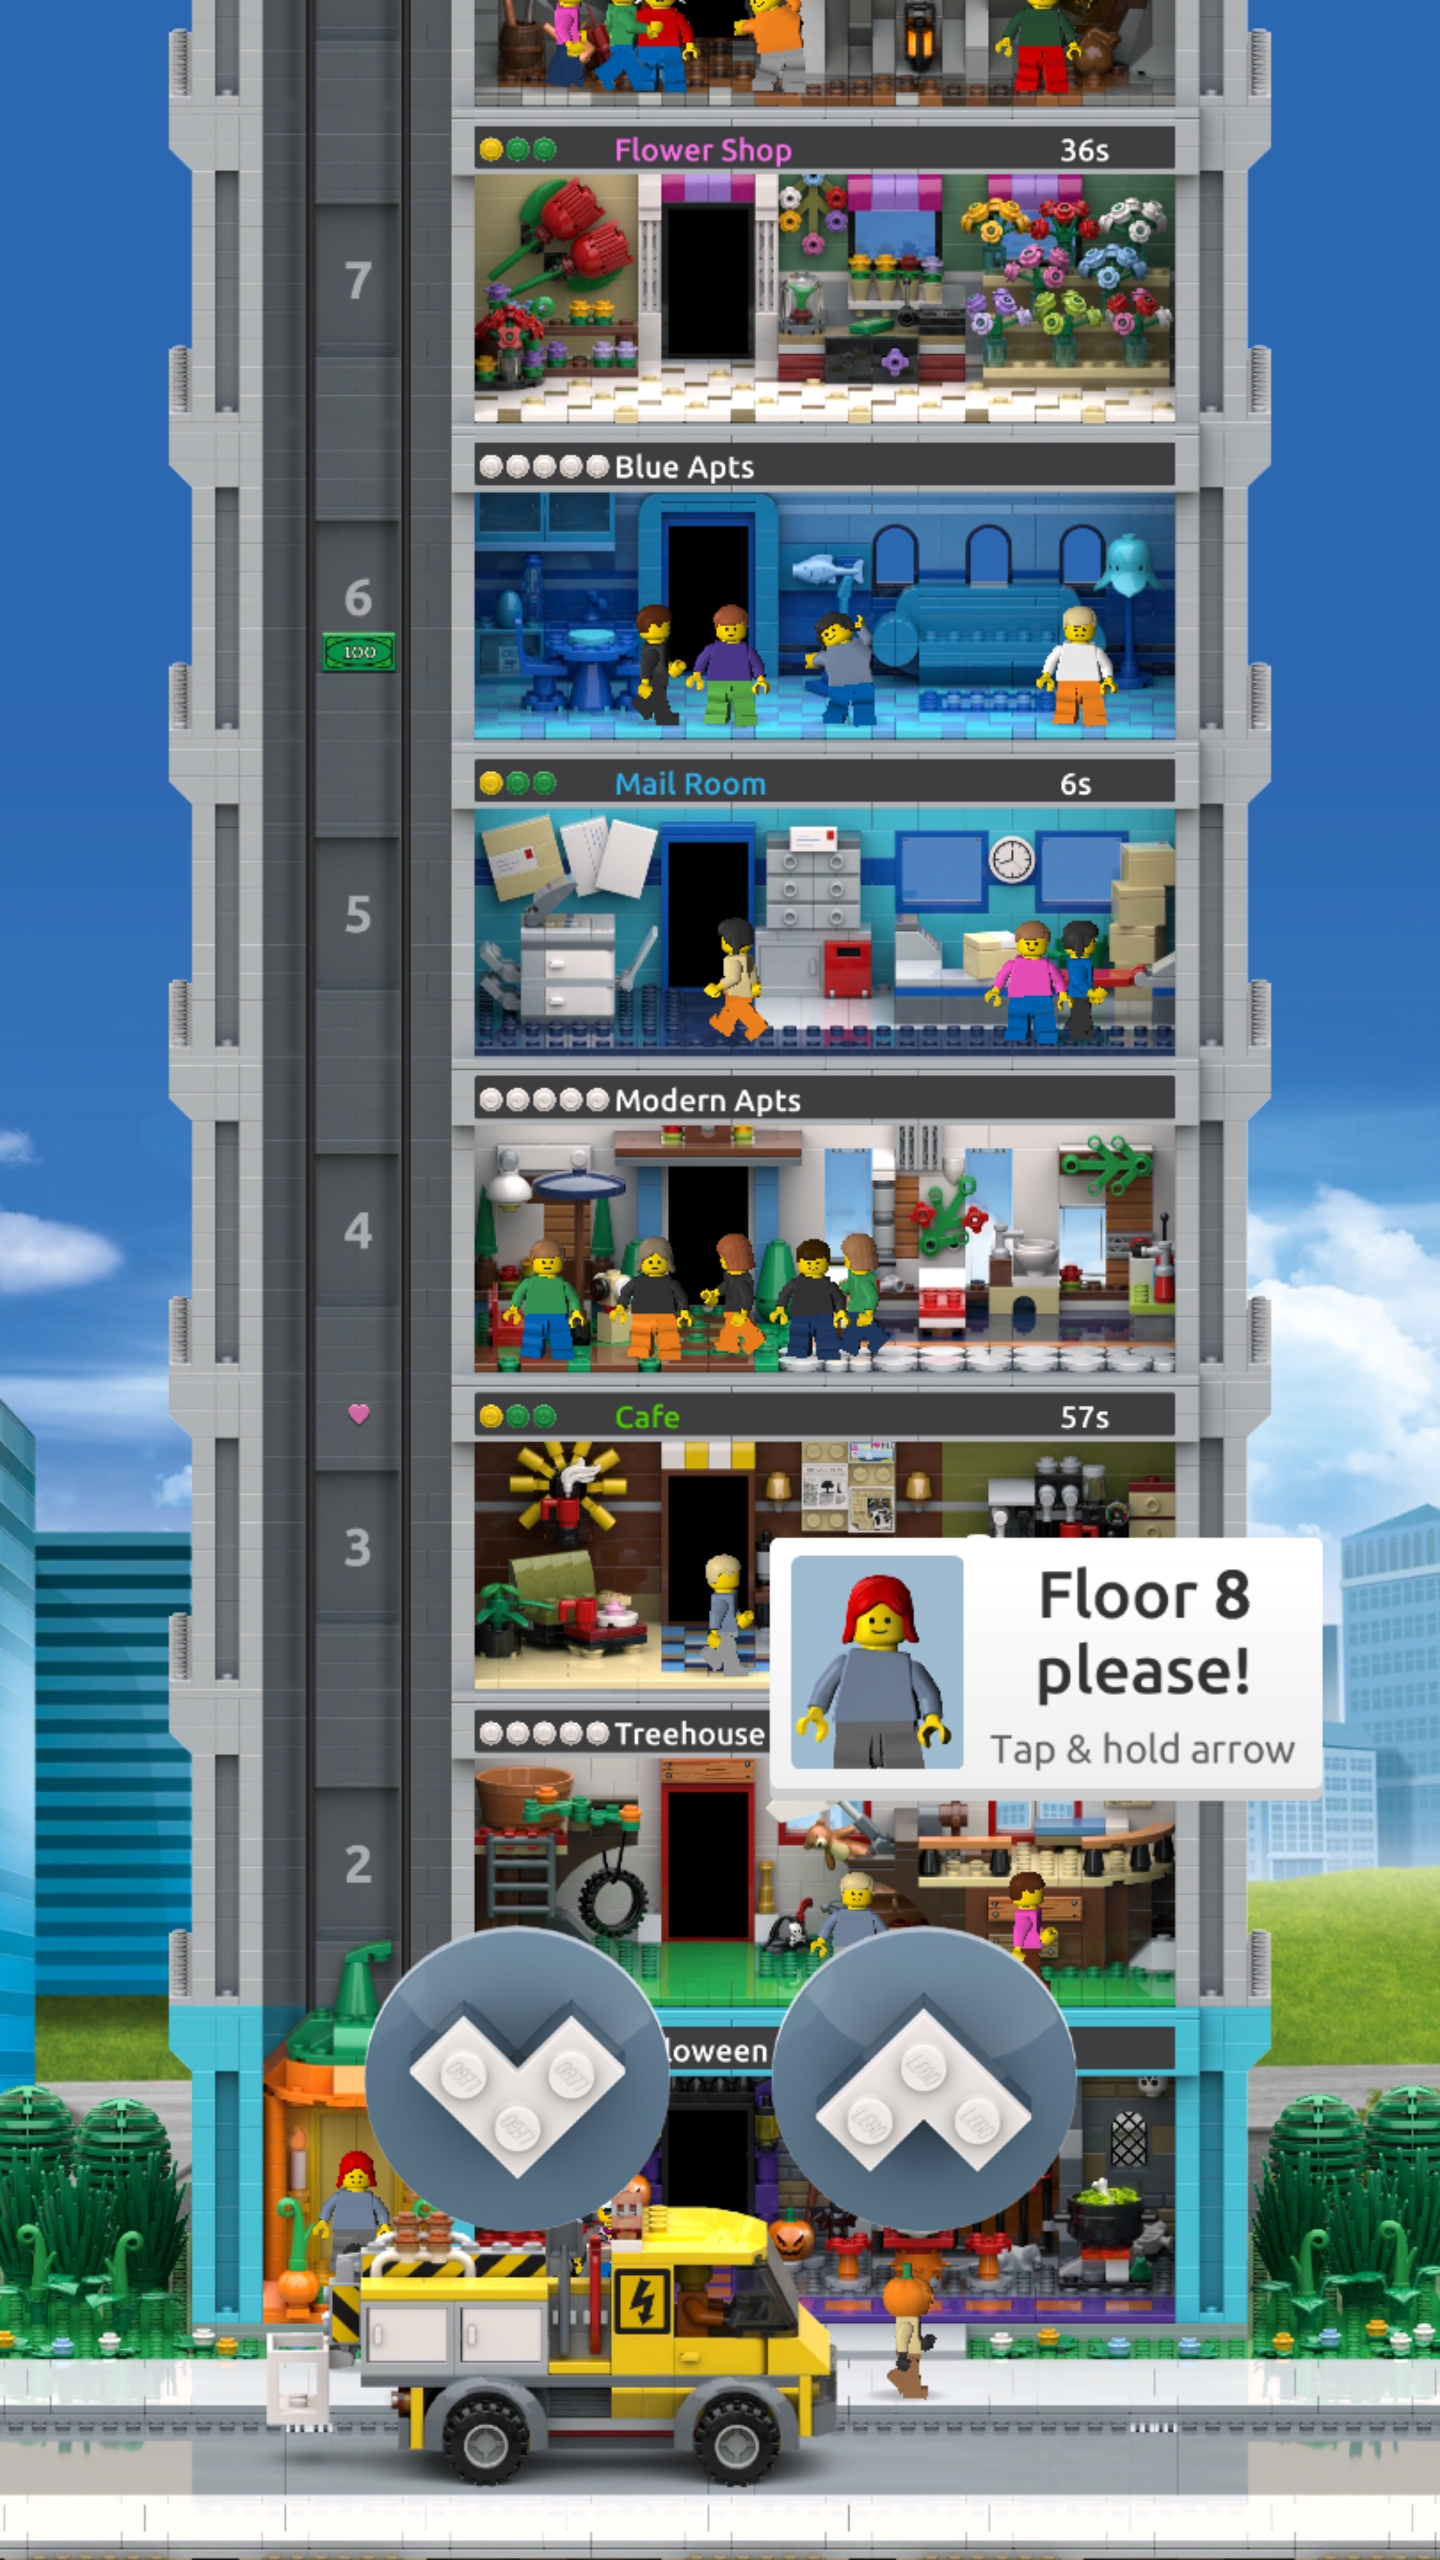 Flower Shop 36s
7
Blue Apts
6
100
Mail Room 6s
5
Modern Apts
4
Cafe 57s
3
Floor 8
please!
Tap & hold arrow
Treehouse
2
loween